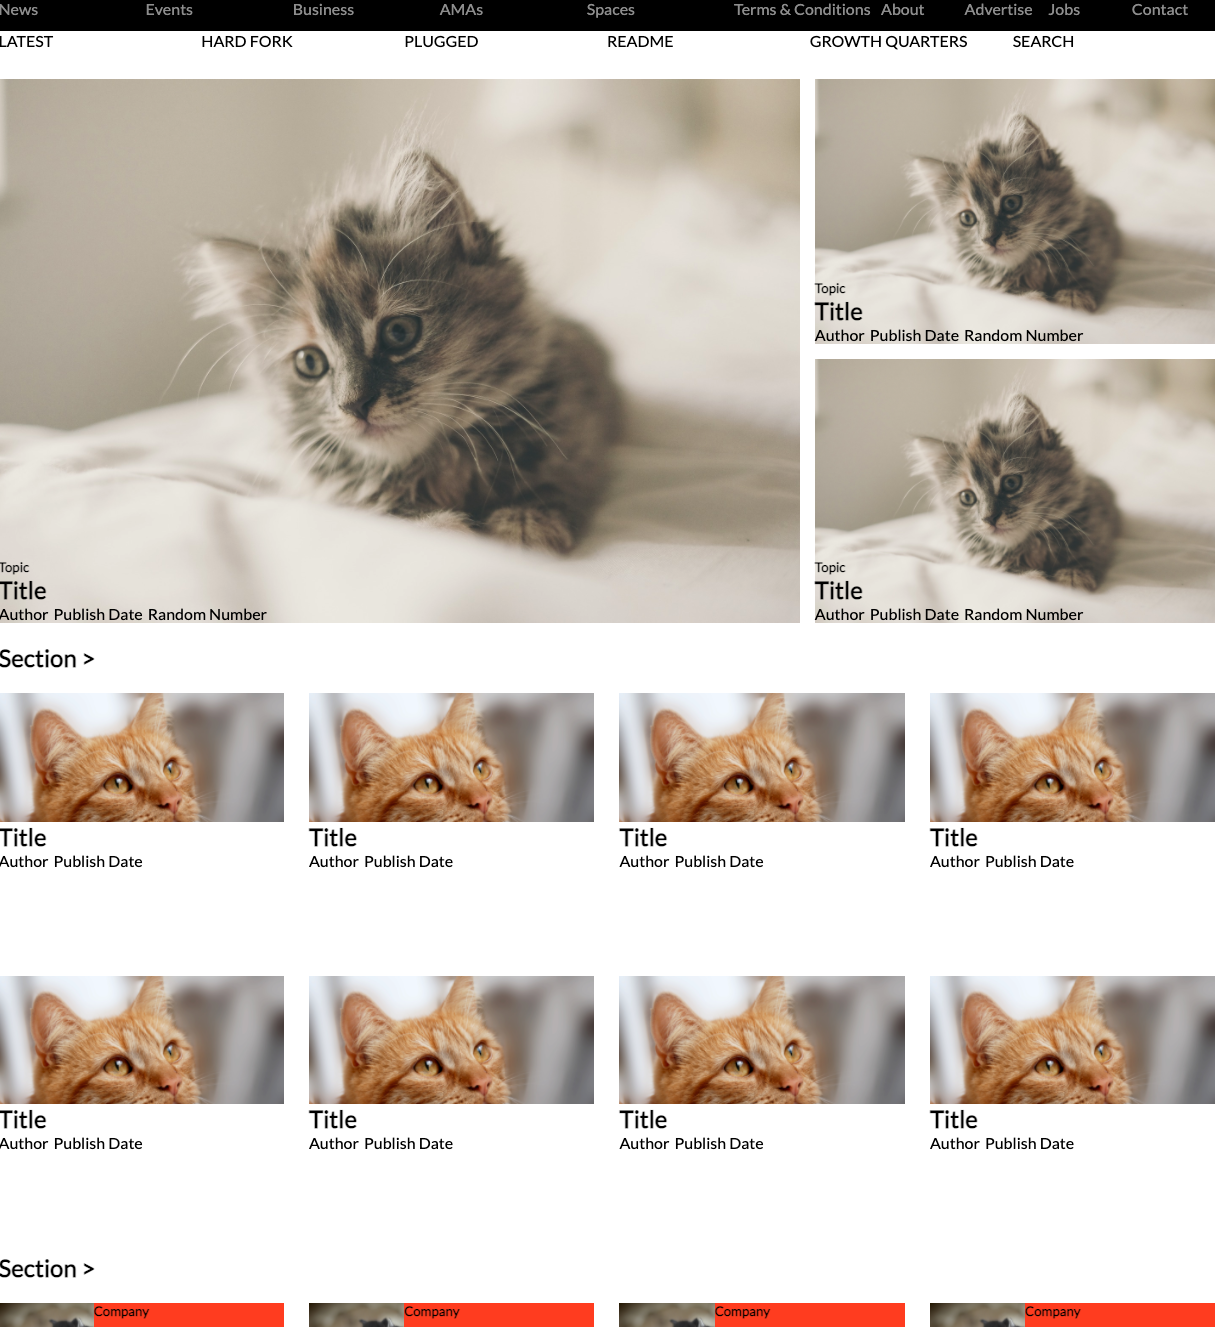 News Events Business AMAs Spaces Terms & Conditions About Advertise Jobs Contact
LATEST HARD FORK PLUGGED README GROWTH QUARTERS SEARCH
Topic
Title
Author Publish Date Random Number
Topic
Title
Author Publish Date Random Number
Topic
Title
Author Publish Date Random Number
Section >
Title Title Title Title
Author Publish Date Author Publish Date Author Publish Date Author Publish Date
Title Title Title Title
Author Publish Date Author Publish Date Author Publish Date Author Publish Date
Section >
Company Company Company Company